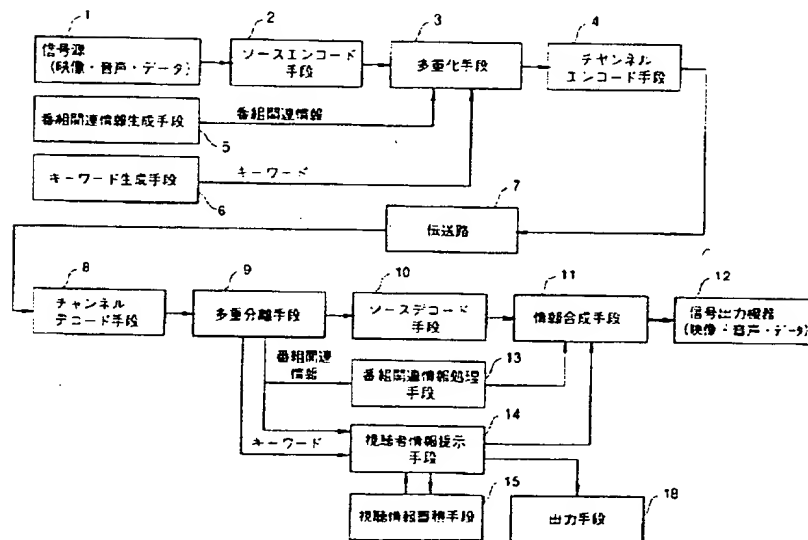 1
信号源
(映像・音声・データ)
2
ソースエンコード
手段
3
多重化手段
4
チャンネル
エンコード手段
番組関連情報生成手段
5
番組関連情報
キーワード生成手段
6
キーワード
7
伝送路
8
チャンネル
デコード手段
9
多重分離手段
10
ソースデコード
手段
11
情報合成手段
12
信号出力機器
(映像・音声・データ)
番組関連
情報
13
番組関連情報処理
手段
14
キーワード
視聴者情報提示
手段
15
視聴情報蓄積手段
18
出力手段